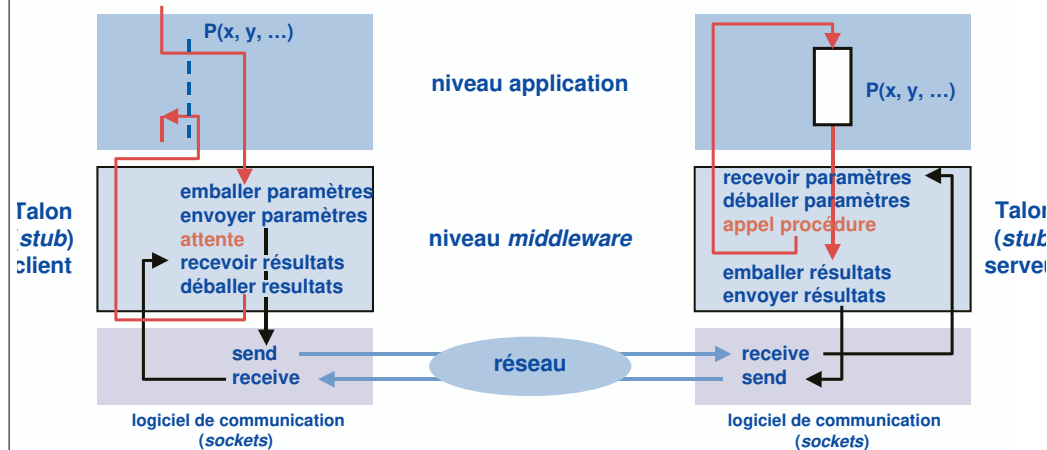 P(x, y, …)
niveau application
P(x, y, …)
Talon
(stub)
client
emballer paramètres
envoyer paramètres
attente
recevoir résultats
déballer resultats
niveau middleware
recevoir paramètres
déballer paramètres
appel procédure
emballer résultats
envoyer résultats
Talon
(stub
serveu
send
receive
réseau
receive
send
logiciel de communication
(sockets)
logiciel de communication
(sockets)